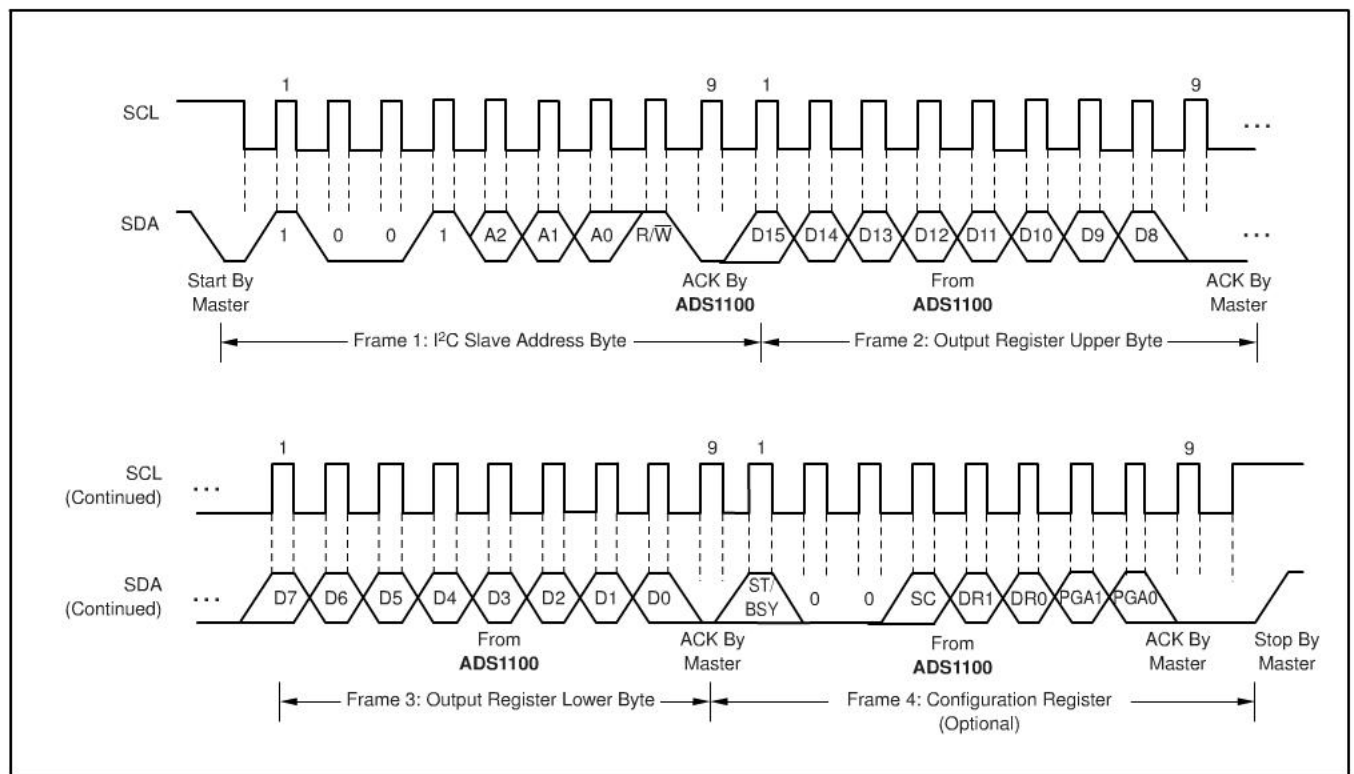 1 9 1 9
SCL ...
SDA 1 0 0 1 A2 A1 A0 R/W̅ D15 D14 D13 D12 D11 D10 D9 D8 ...
Start By ACK By From ACK By
Master ADS1100 ADS1100 Master
Frame 1: I²C Slave Address Byte Frame 2: Output Register Upper Byte
1 9 1 9
SCL
(Continued) ...
SDA ST/
(Continued) ... D7 D6 D5 D4 D3 D2 D1 D0 BSY 0 0 SC DR1 DR0 PGA1 PGA0
From ACK By From ACK By Stop By
ADS1100 Master ADS1100 Master Master
Frame 3: Output Register Lower Byte Frame 4: Configuration Register
(Optional)